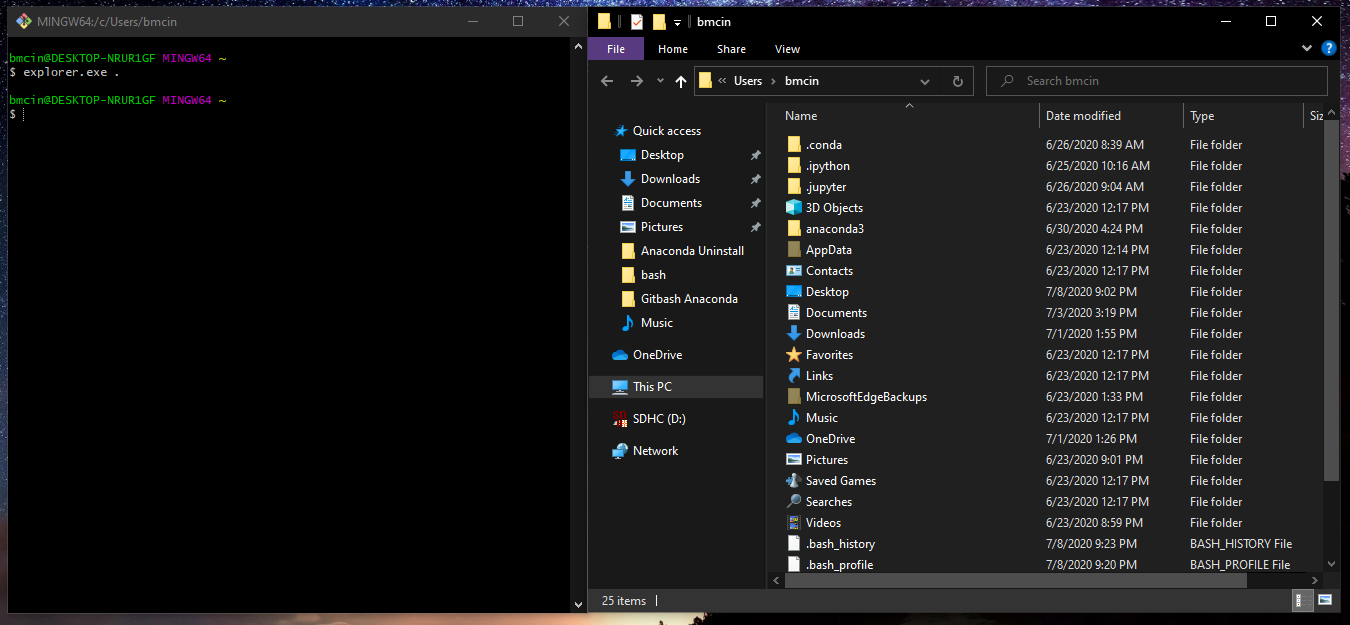 MINGW64:/c/Users/bmcin
bmcin@DESKTOP-NRUR1GF MINGW64 ~
$ explorer.exe .
bmcin@DESKTOP-NRUR1GF MINGW64 ~
$
bmcin
File Home Share View
« Users > bmcin
Search bmcin
Quick access
Desktop
Downloads
Documents
Pictures
Anaconda Uninstall
bash
Gitbash Anaconda
Music
OneDrive
This PC
SDHC (D:)
Network
Name Date modified Type Siz
.conda 6/26/2020 8:39 AM File folder
.ipython 6/25/2020 10:16 AM File folder
.jupyter 6/26/2020 9:04 AM File folder
3D Objects 6/23/2020 12:17 PM File folder
anaconda3 6/30/2020 4:24 PM File folder
AppData 6/23/2020 12:14 PM File folder
Contacts 6/23/2020 12:17 PM File folder
Desktop 7/8/2020 9:02 PM File folder
Documents 7/3/2020 3:19 PM File folder
Downloads 7/1/2020 1:55 PM File folder
Favorites 6/23/2020 12:17 PM File folder
Links 6/23/2020 12:17 PM File folder
MicrosoftEdgeBackups 6/23/2020 1:33 PM File folder
Music 6/23/2020 12:17 PM File folder
OneDrive 7/1/2020 1:26 PM File folder
Pictures 6/23/2020 9:01 PM File folder
Saved Games 6/23/2020 12:17 PM File folder
Searches 6/23/2020 12:17 PM File folder
Videos 6/23/2020 8:59 PM File folder
.bash_history 7/8/2020 9:23 PM BASH_HISTORY File
.bash_profile 7/8/2020 9:20 PM BASH_PROFILE File
25 items